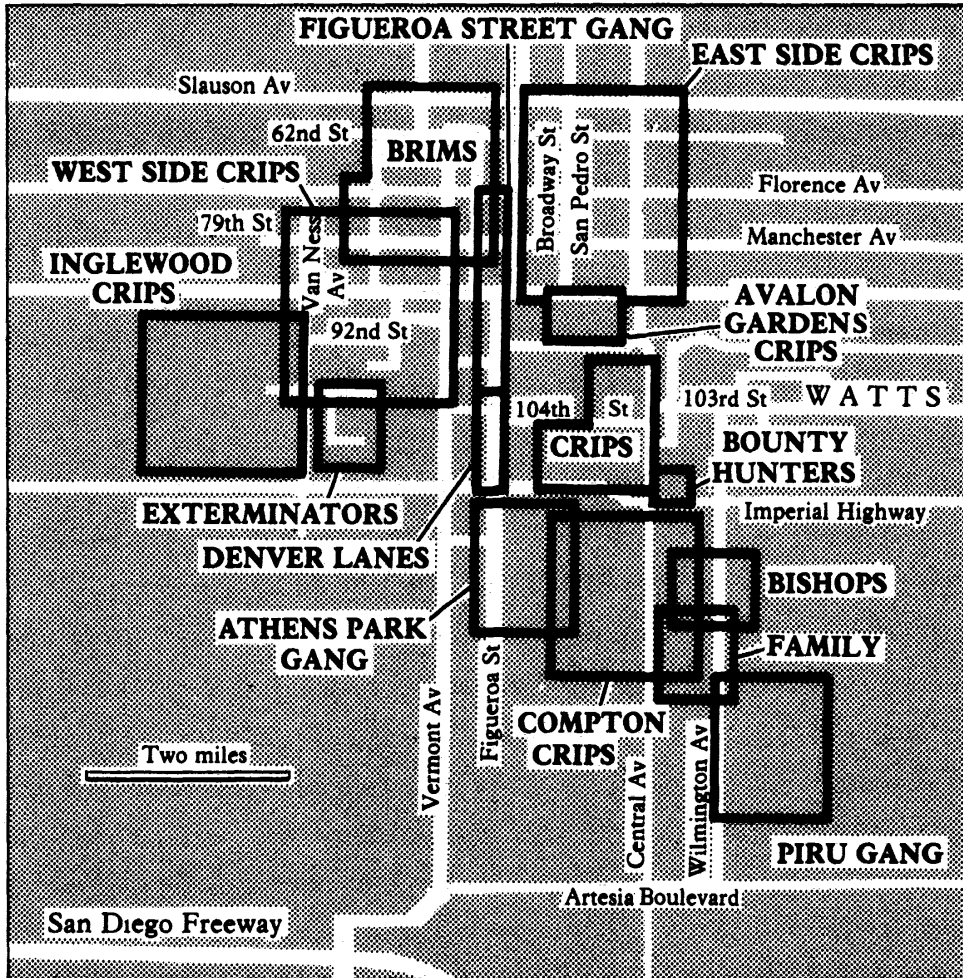 FIGUEROA STREET GANG
EAST SIDE CRIPS
Slauson Av
62nd St
BRIMS
WEST SIDE CRIPS
Broadway St
San Pedro St
Florence Av
79th St
Manchester Av
Van Ness
Av
INGLEWOOD
CRIPS
92nd St
AVALON
GARDENS
CRIPS
104th St
103rd St
WATTS
CRIPS
BOUNTY
HUNTERS
EXTERMINATORS
Imperial Highway
DENVER LANES
BISHOPS
ATHENS PARK
GANG
FAMILY
Figueroa St
COMPTON
CRIPS
Vermont Av
Two miles
Central Av
Wilmington Av
PIRU GANG
Artesia Boulevard
San Diego Freeway